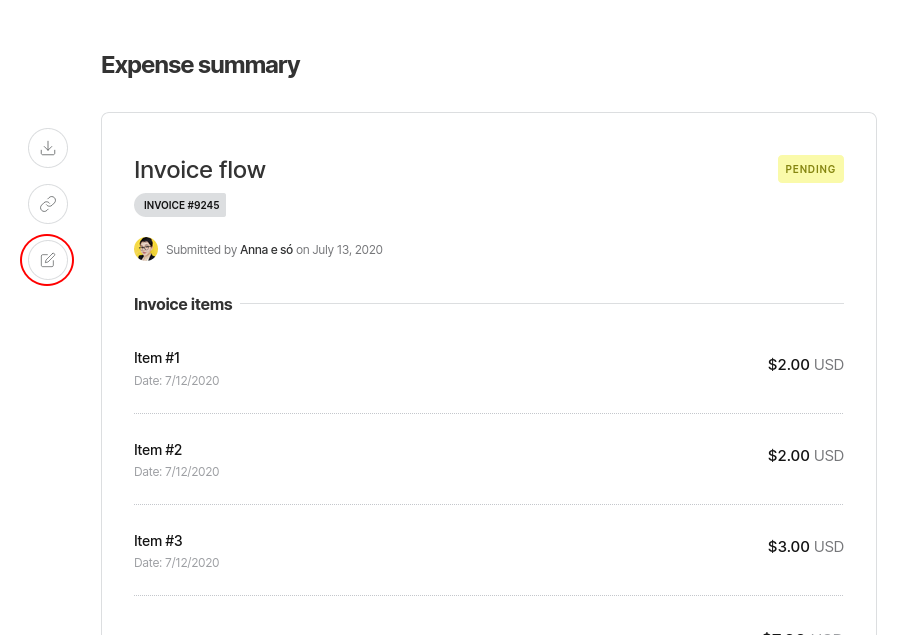 Expense summary
Invoice flow
PENDING
INVOICE #9245
Submitted by Anna e só on July 13, 2020
Invoice items
Item #1
$2.00 USD
Date: 7/12/2020
Item #2
$2.00 USD
Date: 7/12/2020
Item #3
$3.00 USD
Date: 7/12/2020